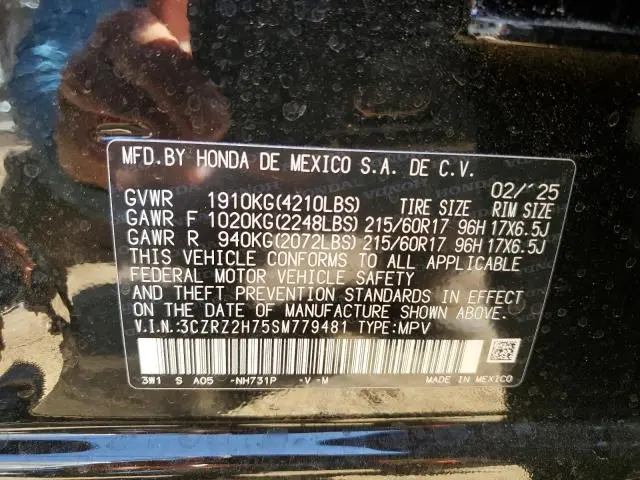 MFD. BY HONDA DE MEXICO S.A. DE C.V.
02/'25
GVWR 1910KG(4210LBS) TIRE SIZE RIM SIZE
GAWR F 1020KG(2248LBS) 215/60R17 96H 17X6.5J
GAWR R 940KG(2072LBS) 215/60R17 96H 17X6.5J
THIS VEHICLE CONFORMS TO ALL APPLICABLE
FEDERAL MOTOR VEHICLE SAFETY
AND THEFT PREVENTION STANDARDS IN EFFECT
ON THE DATE OF MANUFACTURE SHOWN ABOVE.
V.I.N.:3CZRZ2H75SM779481 TYPE:MPV
3W1 S A05 -NH731P -V-M MADE IN MEXICO